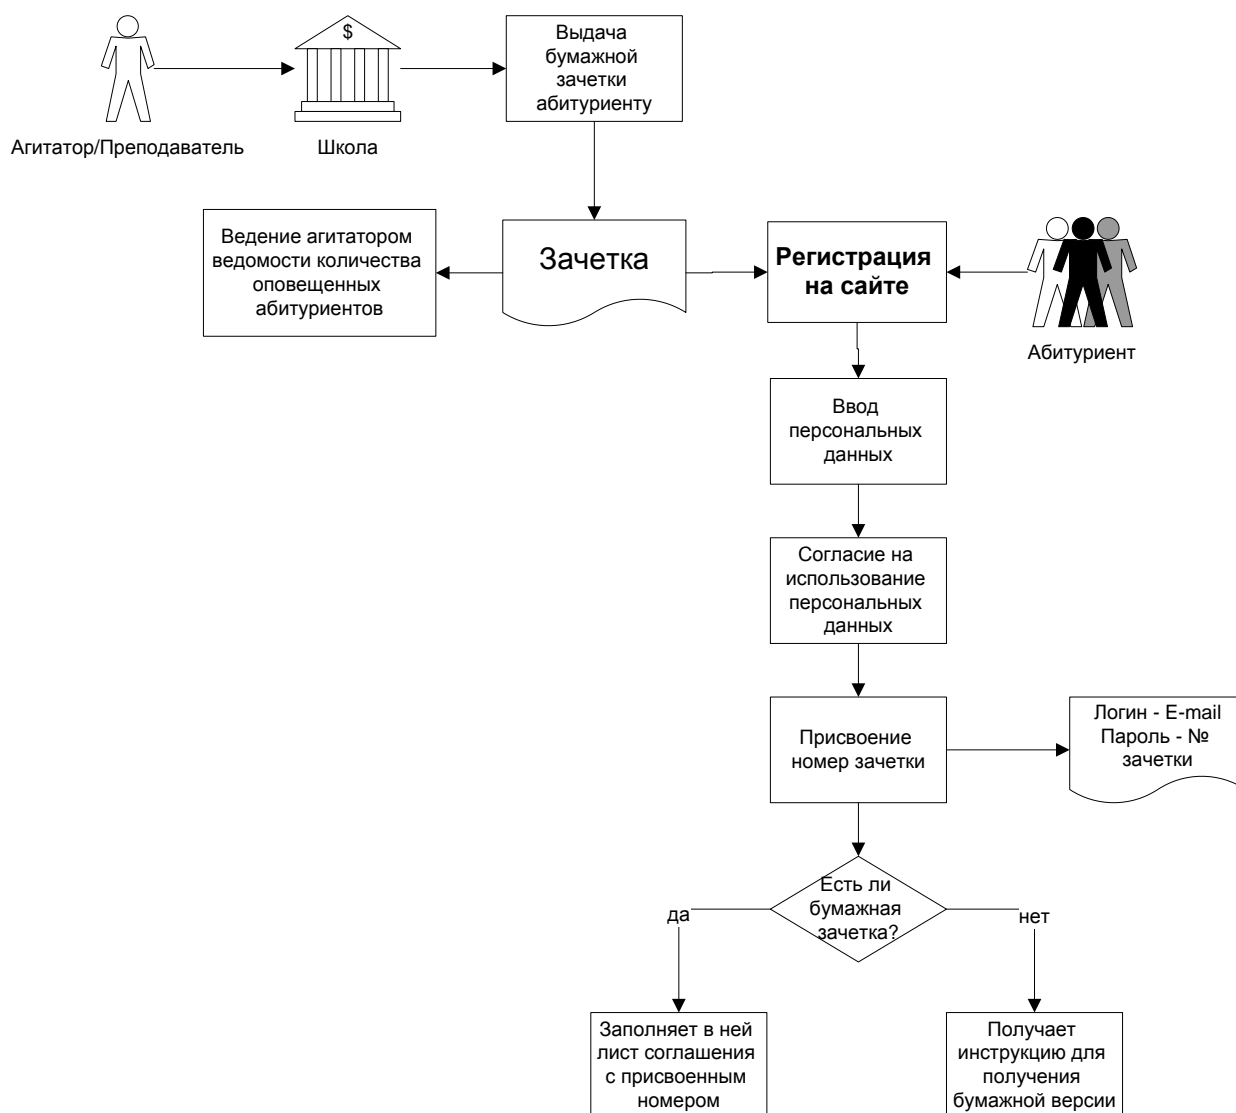 $
Агитатор/Преподаватель
Школа
Выдача
бумажной
зачетки
абитуриенту
Ведение агитатором
ведомости количества
оповещенных
абитуриентов
Зачетка
Регистрация
на сайте
Абитуриент
Ввод
персональных
данных
Согласие на
использование
персональных
данных
Присвоение
номер зачетки
Логин - E-mail
Пароль - №
зачетки
Есть ли
бумажная
зачетка?
да
нет
Заполняет в ней
лист соглашения
с присвоенным
номером
Получает
инструкцию для
получения
бумажной версии